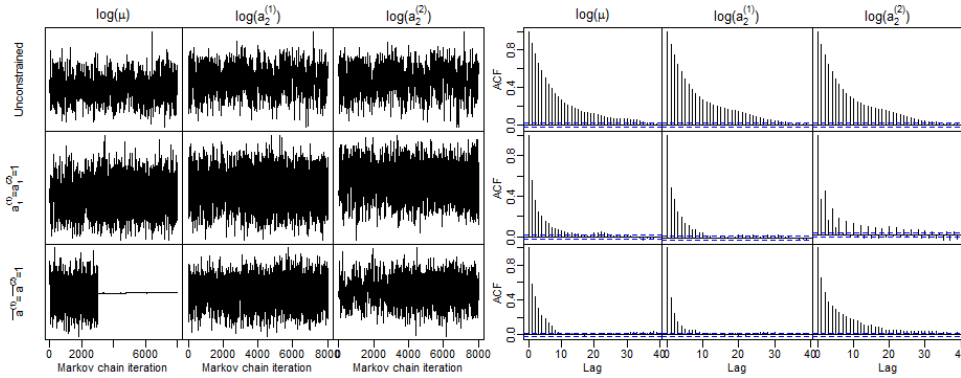 log(μ) log(a₂⁽¹⁾) log(a₂⁽²⁾) log(μ) log(a₂⁽¹⁾) log(a₂⁽²⁾)
Unconstrained
a₁⁽¹⁾=a₁⁽²⁾=1
a̅⁽¹⁾=a̅⁽²⁾=1
0 2000 6000 0 2000 6000 8000 0 2000 4000 6000 8000
Markov chain iteration Markov chain iteration Markov chain iteration
ACF
0.0 0.4 0.8
ACF
0.0 0.4 0.8
ACF
0.0 0.4 0.8
0 10 20 30 40 0 10 20 30 40 0 10 20 30 4
Lag Lag Lag